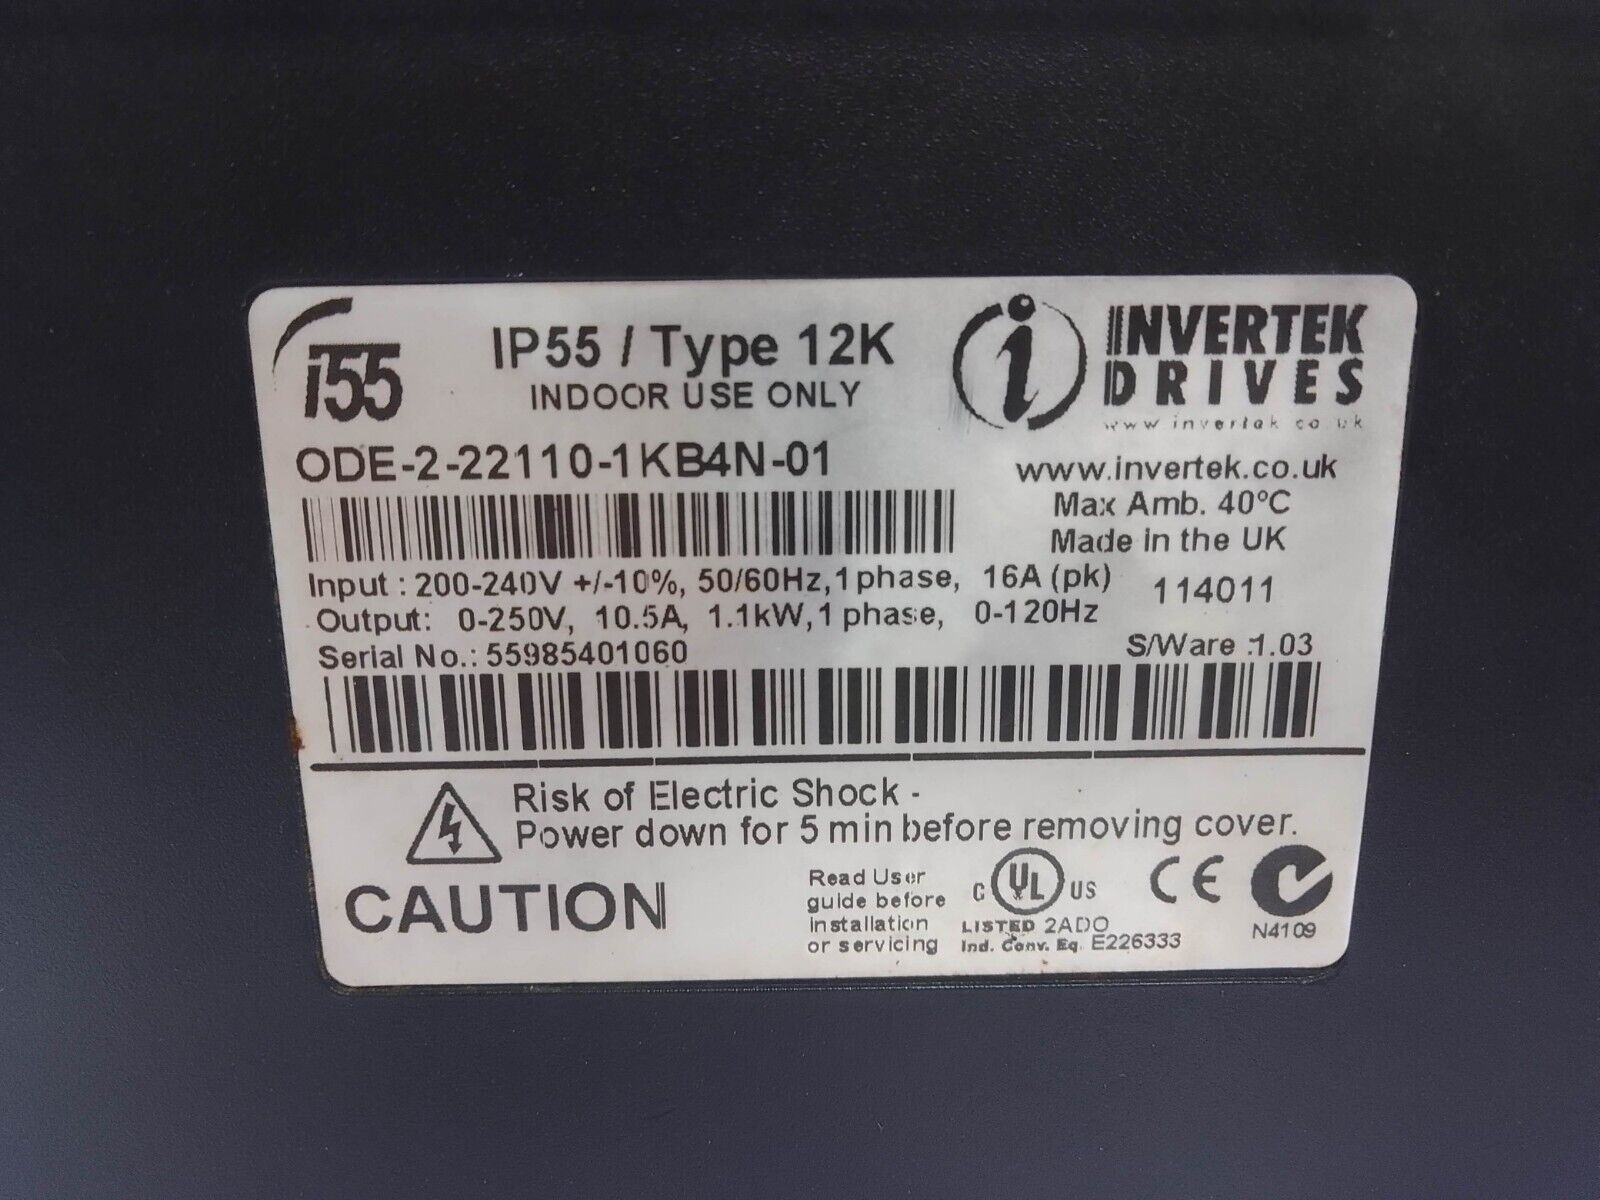 i55
IP55 / Type 12K
INDOOR USE ONLY
i
INVERTEK
DRIVES
www.invertek.co.uk
ODE-2-22110-1KB4N-01
www.invertek.co.uk
Max Amb. 40°C
Made in the UK
Input : 200-240V +/-10%, 50/60Hz, 1 phase, 16A (pk)
114011
Output: 0-250V, 10.5A, 1.1kW, 1 phase, 0-120Hz
Serial No.: 55985401060
S/Ware :1.03
Risk of Electric Shock -
Power down for 5 min before removing cover.
CAUTION
Read User
guide before
installation
or servicing
C UL US
LISTED 2ADO
Ind. Conv. Eq. E226333
CE
N4109